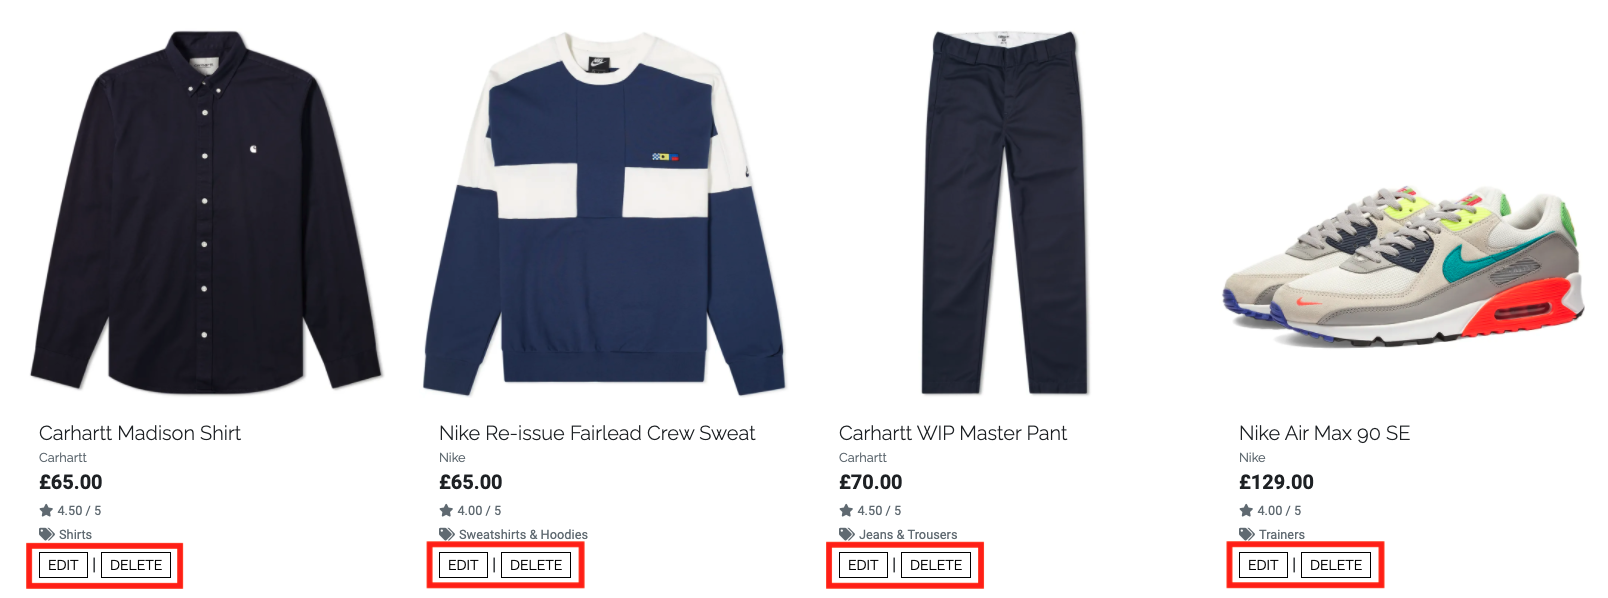 Carhartt Madison Shirt
Carhartt
£65.00
4.50 / 5
Shirts
EDIT | DELETE
Nike Re-issue Fairlead Crew Sweat
Nike
£65.00
4.00 / 5
Sweatshirts & Hoodies
EDIT | DELETE
Carhartt WIP Master Pant
Carhartt
£70.00
4.50 / 5
Jeans & Trousers
EDIT | DELETE
Nike Air Max 90 SE
Nike
£129.00
4.00 / 5
Trainers
EDIT | DELETE